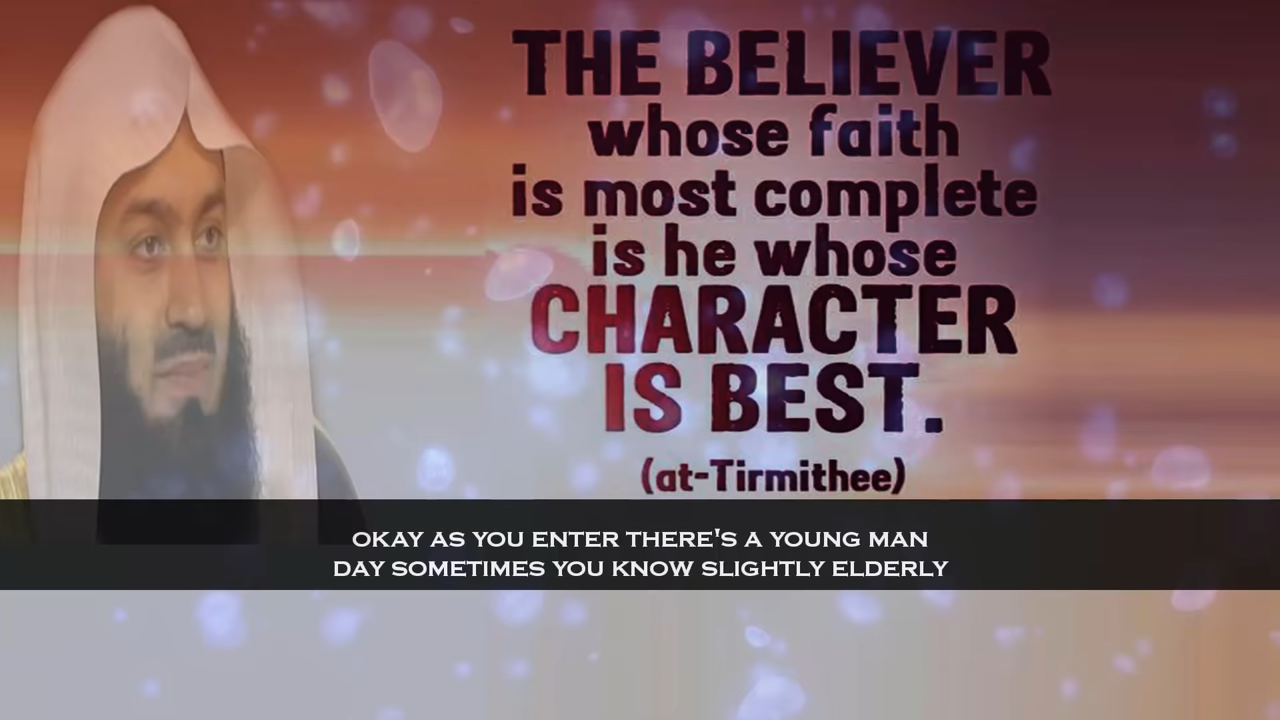 THE BELIEVER
whose faith
is most complete
is he whose
CHARACTER
IS BEST.
(at-Tirmithee)
OKAY AS YOU ENTER THERE'S A YOUNG MAN
DAY SOMETIMES YOU KNOW SLIGHTLY ELDERLY